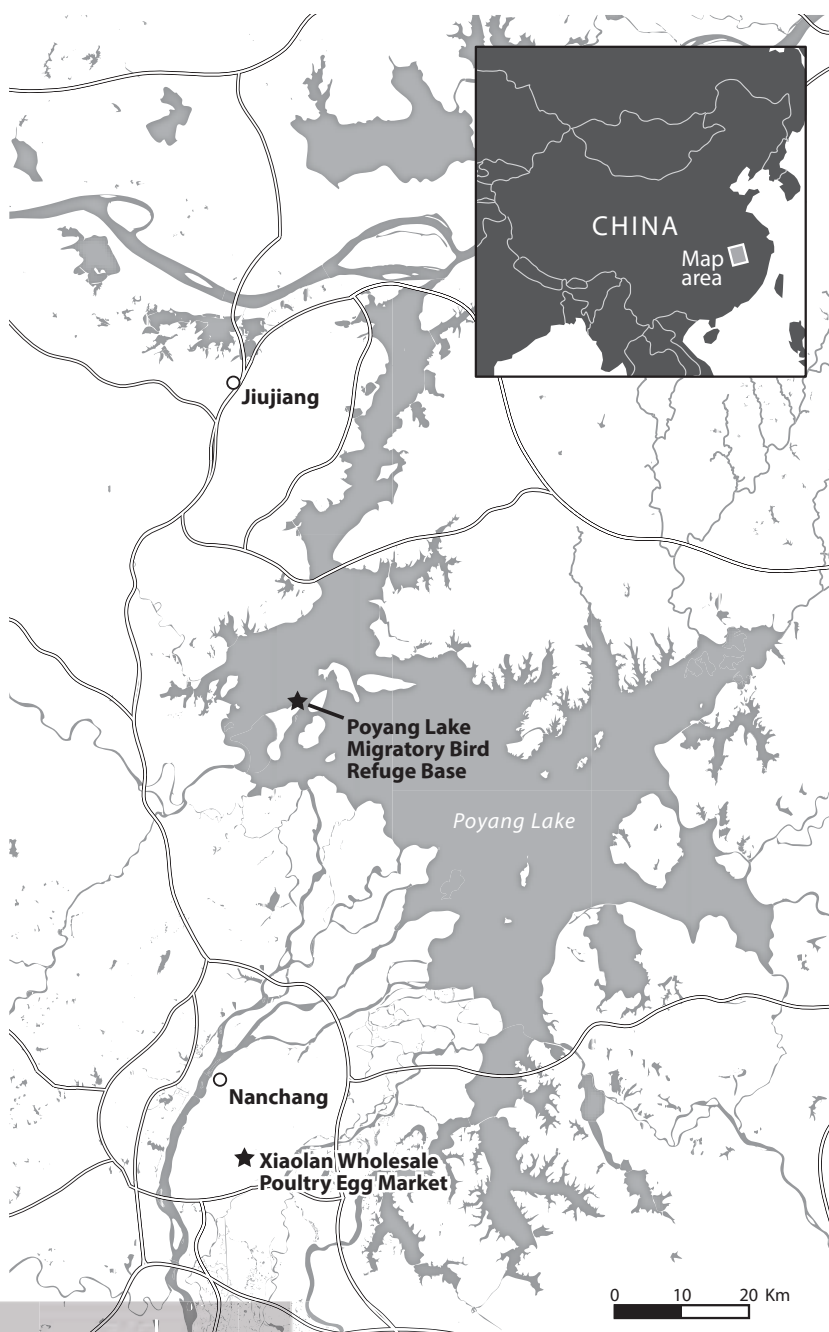 CHINA
Map
area
Jiujiang
Poyang Lake
Migratory Bird
Refuge Base
Poyang Lake
Nanchang
Xiaolan Wholesale
Poultry Egg Market
0 10 20 Km